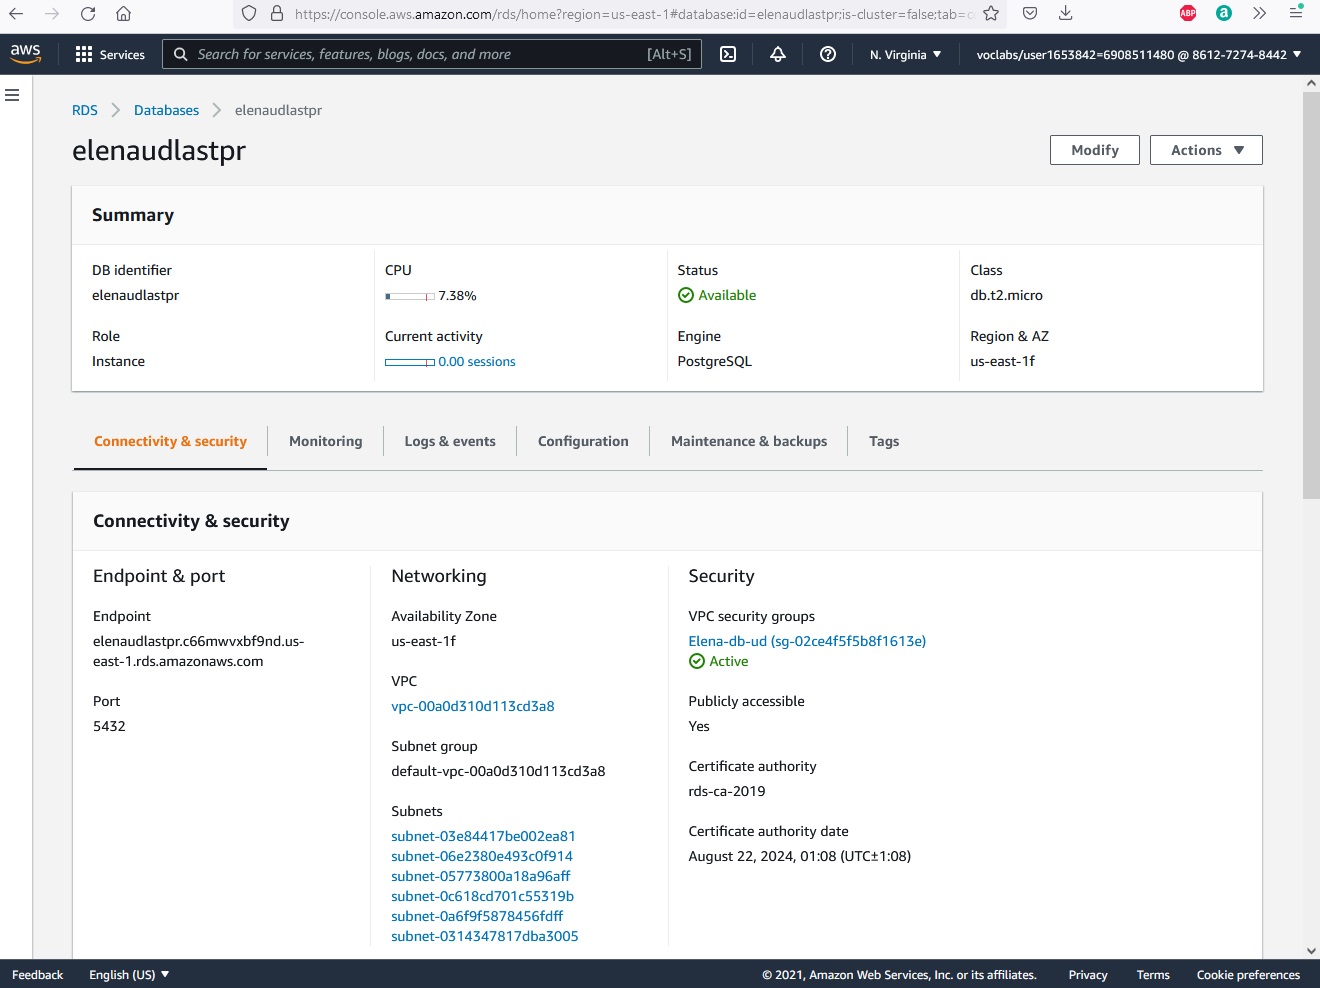 https://console.aws.amazon.com/rds/home?region=us-east-1#database:id=elenaudlastpr;is-cluster=false;tab=c
ABP
a
aws
Services
Search for services, features, blogs, docs, and more
[Alt+S]
N. Virginia
voclabs/user1653842=6908511480 @ 8612-7274-8442
RDS
Databases
elenaudlastpr
elenaudlastpr
Modify
Actions
Summary
DB identifier
elenaudlastpr
CPU
7.38%
Status
Available
Class
db.t2.micro
Role
Instance
Current activity
0.00 sessions
Engine
PostgreSQL
Region & AZ
us-east-1f
Connectivity & security
Monitoring
Logs & events
Configuration
Maintenance & backups
Tags
Connectivity & security
Endpoint & port
Endpoint
elenaudlastpr.c66mwvxbf9nd.us-
east-1.rds.amazonaws.com
Port
5432
Networking
Availability Zone
us-east-1f
VPC
vpc-00a0d310d113cd3a8
Subnet group
default-vpc-00a0d310d113cd3a8
Subnets
subnet-03e84417be002ea81
subnet-06e2380e493c0f914
subnet-05773800a18a96aff
subnet-0c618cd701c55319b
subnet-0a6f9f5878456fdff
subnet-0314347817dba3005
Security
VPC security groups
Elena-db-ud (sg-02ce4f5f5b8f1613e)
Active
Publicly accessible
Yes
Certificate authority
rds-ca-2019
Certificate authority date
August 22, 2024, 01:08 (UTC±1:08)
Feedback
English (US)
© 2021, Amazon Web Services, Inc. or its affiliates.
Privacy
Terms
Cookie preferences